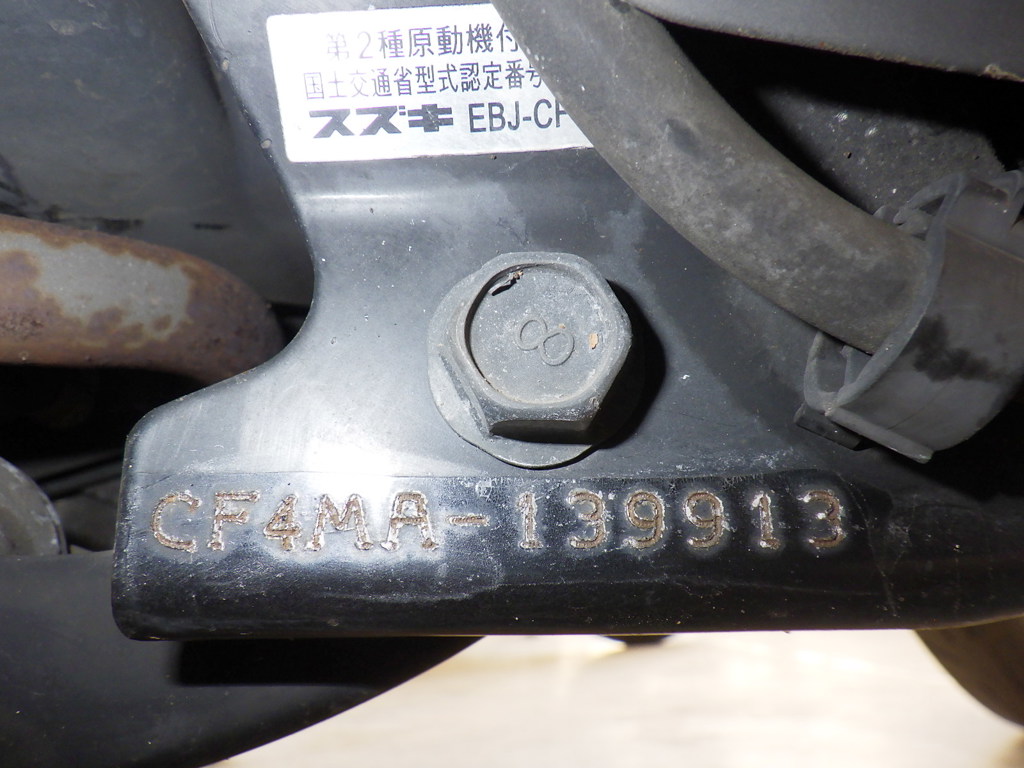 第2種原動機付
国土交通省型式認定番号
スズキ EBJ-CF
8
CF4MA-139913